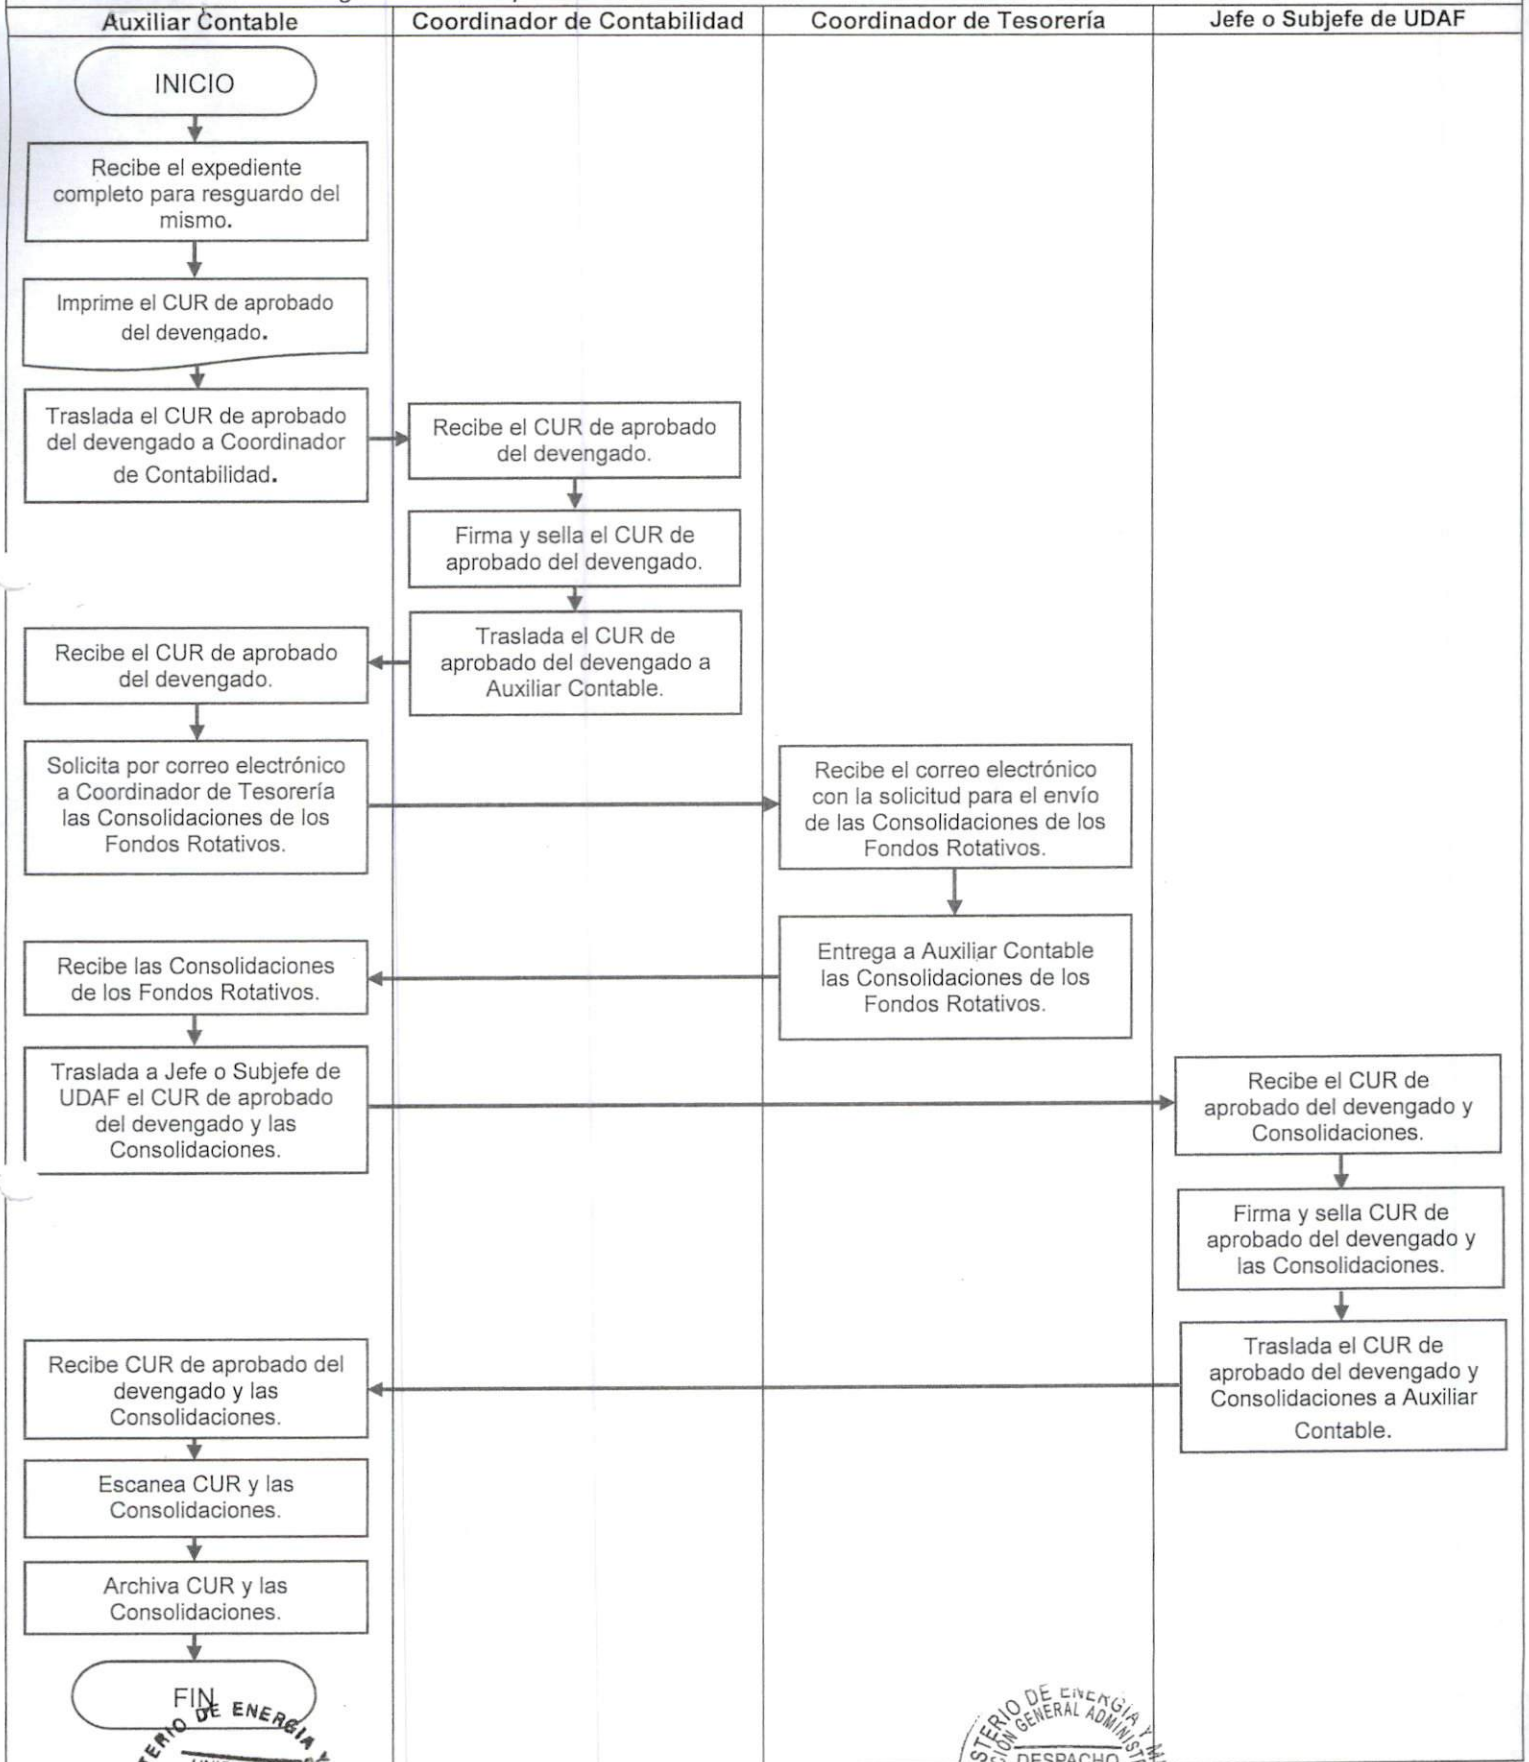 Auxiliar Contable
Coordinador de Contabilidad
Coordinador de Tesorería
Jefe o Subjefe de UDAF
INICIO
Recibe el expediente
completo para resguardo del
mismo.
Imprime el CUR de aprobado
del devengado.
Traslada el CUR de aprobado
del devengado a Coordinador
de Contabilidad.
Recibe el CUR de aprobado
del devengado.
Firma y sella el CUR de
aprobado del devengado.
Traslada el CUR de
aprobado del devengado a
Auxiliar Contable.
Recibe el CUR de aprobado
del devengado.
Solicita por correo electrónico
a Coordinador de Tesorería
las Consolidaciones de los
Fondos Rotativos.
Recibe el correo electrónico
con la solicitud para el envío
de las Consolidaciones de los
Fondos Rotativos.
Entrega a Auxiliar Contable
las Consolidaciones de los
Fondos Rotativos.
Recibe las Consolidaciones
de los Fondos Rotativos.
Traslada a Jefe o Subjefe de
UDAF el CUR de aprobado
del devengado y las
Consolidaciones.
Recibe el CUR de
aprobado del devengado y
Consolidaciones.
Firma y sella CUR de
aprobado del devengado y
las Consolidaciones.
Traslada el CUR de
aprobado del devengado y
Consolidaciones a Auxiliar
Contable.
Recibe CUR de aprobado del
devengado y las
Consolidaciones.
Escanea CUR y las
Consolidaciones.
Archiva CUR y las
Consolidaciones.
FIN
DE ENERGIA Y
DE ENERGIA Y
GENERAL
DESPACHO